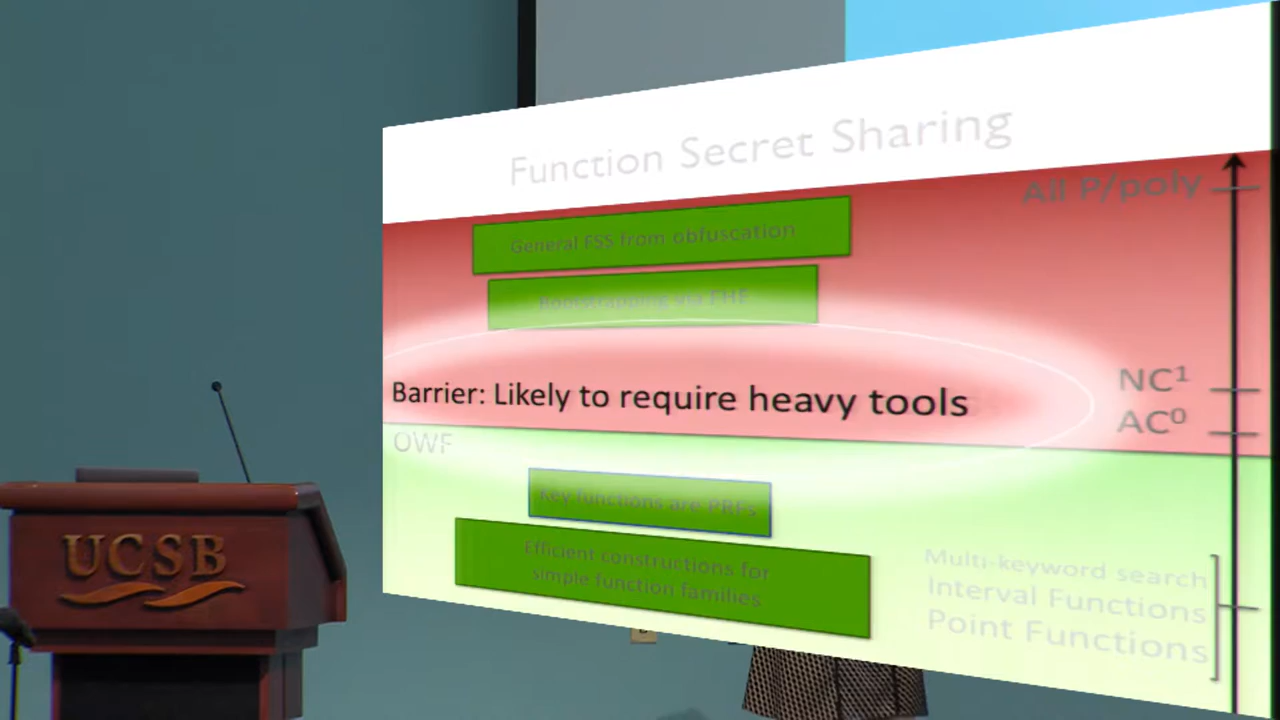 Function Secret Sharing
All P/poly
General FSS from obfuscation
Bootstrapping via FHE
NC¹
Barrier: Likely to require heavy tools
AC⁰
OWF
Key functions are PRFs
Efficient constructions for
simple function families
Multi-keyword search
Interval Functions
Point Functions
UCSB